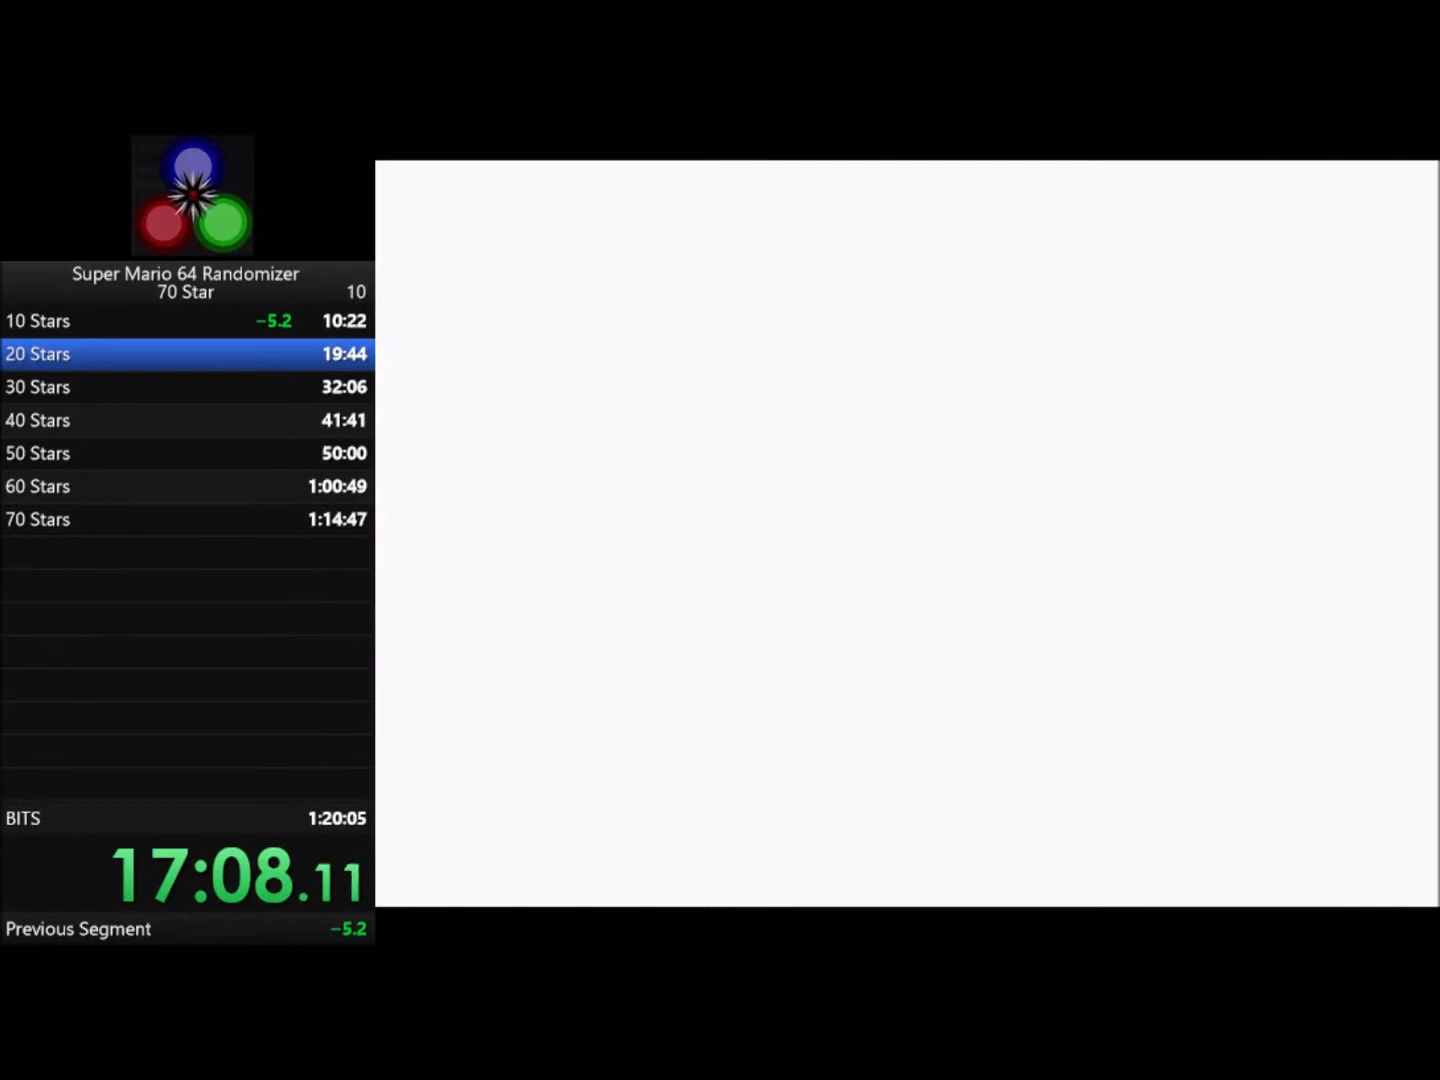 Super Mario 64 Randomizer
70 Star 10
10 Stars −5.2 10:22
20 Stars 19:44
30 Stars 32:06
40 Stars 41:41
50 Stars 50:00
60 Stars 1:00:49
70 Stars 1:14:47
BITS 1:20:05
17:08.11
Previous Segment −5.2